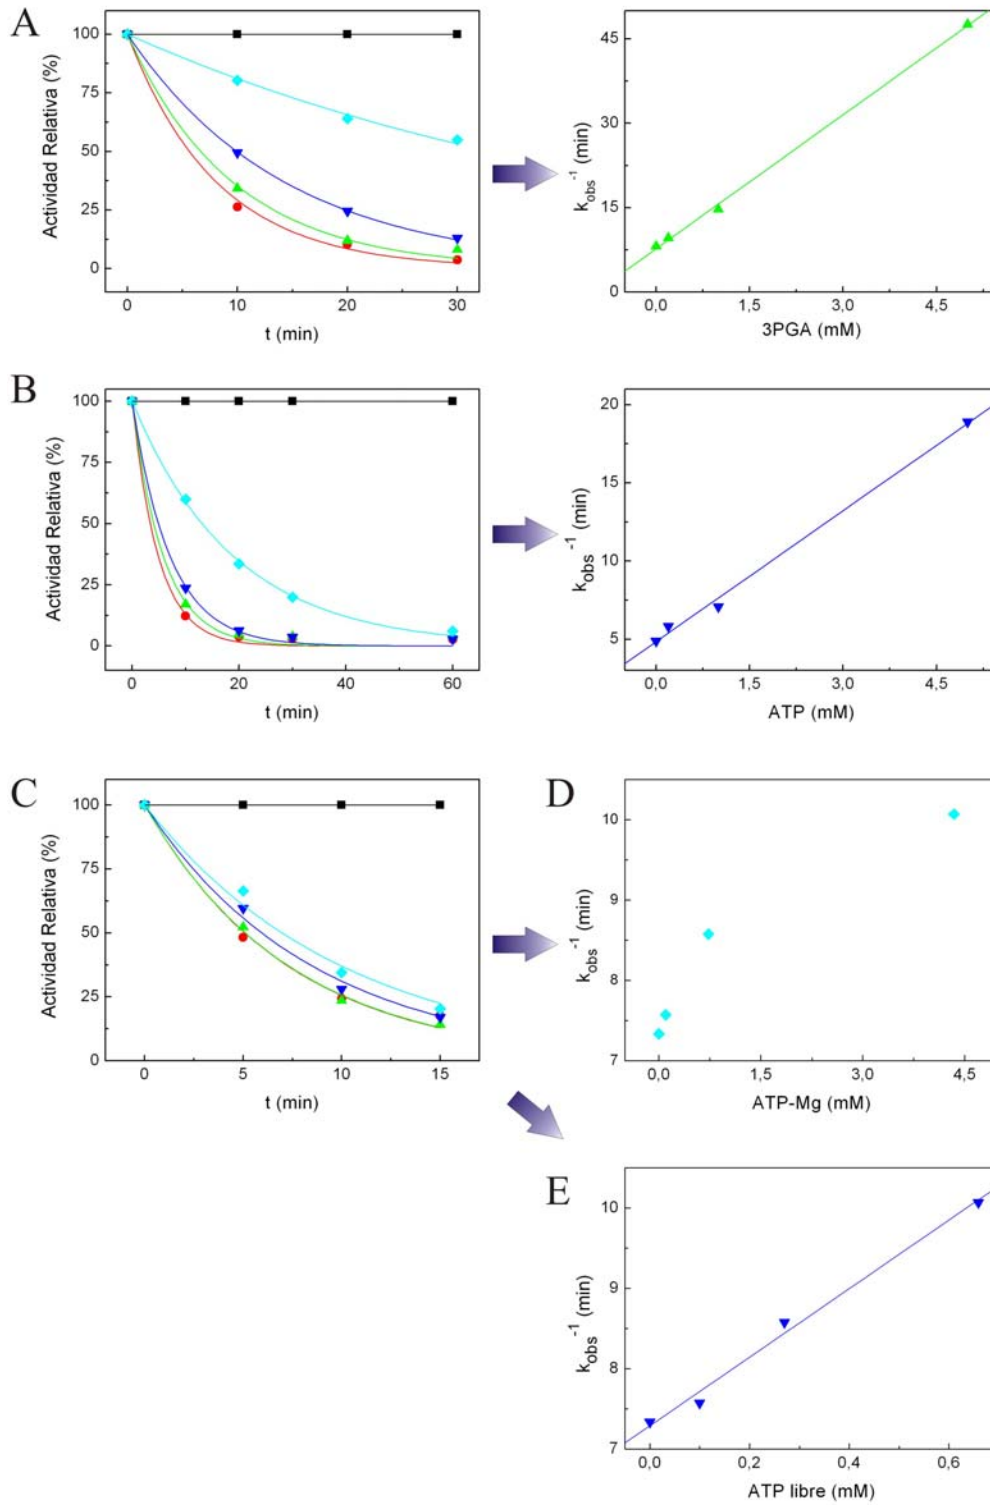 A
Actividad Relativa (%)
100
75
50
25
0
0 10 20 30
t (min)
k_obs^-1 (min)
45
30
15
0
0,0 1,5 3,0 4,5
3PGA (mM)
B
Actividad Relativa (%)
100
75
50
25
0
0 20 40 60
t (min)
k_obs^-1 (min)
20
15
10
5
0,0 1,5 3,0 4,5
ATP (mM)
C
Actividad Relativa (%)
100
75
50
25
0
0 5 10 15
t (min)
D
k_obs^-1 (min)
10
9
8
7
0,0 1,5 3,0 4,5
ATP-Mg (mM)
E
k_obs^-1 (min)
10
9
8
7
0,0 0,2 0,4 0,6
ATP libre (mM)